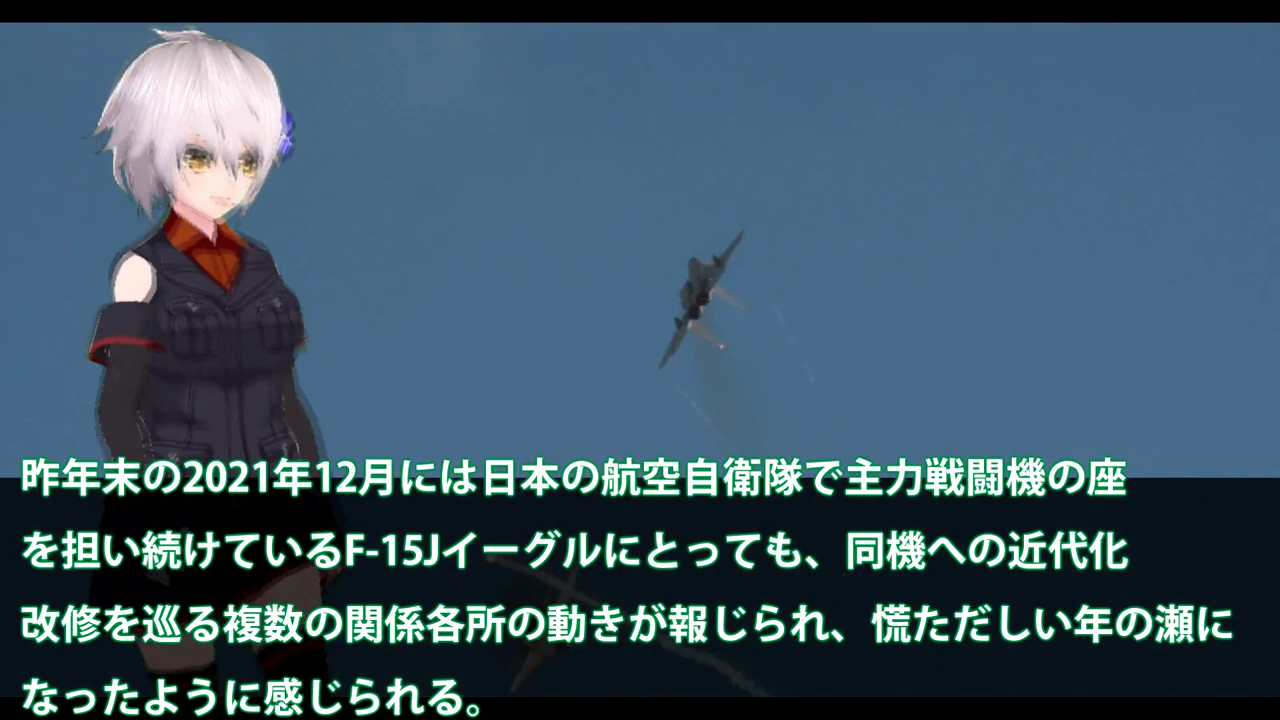 昨年末の2021年12月には日本の航空自衛隊で主力戦闘機の座
を担い続けているF-15Jイーグルにとっても、同機への近代化
改修を巡る複数の関係各所の動きが報じられ、慌ただしい年の瀬に
なったように感じられる。